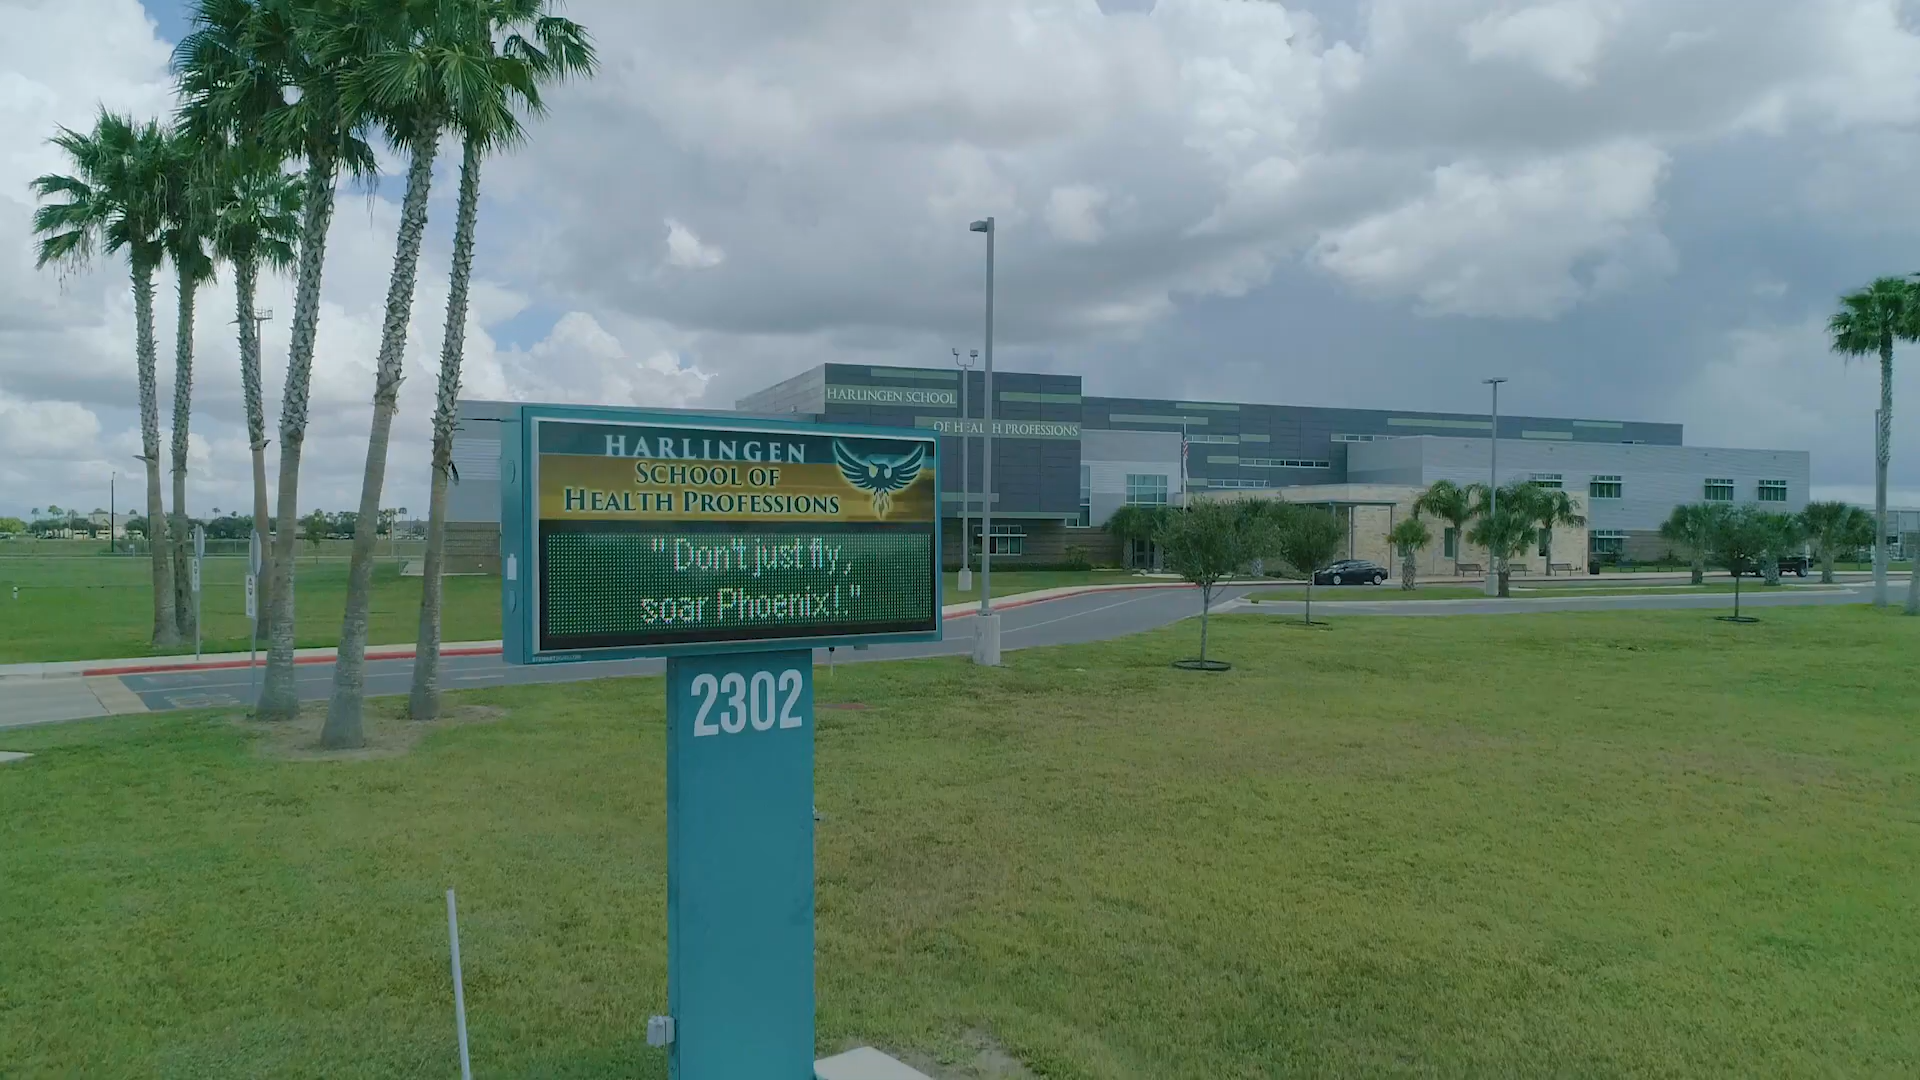 HARLINGEN SCHOOL
OF HEALTH PROFESSIONS
HARLINGEN
SCHOOL OF
HEALTH PROFESSIONS
"Don't just fly,
soar Phoenix!."
2302